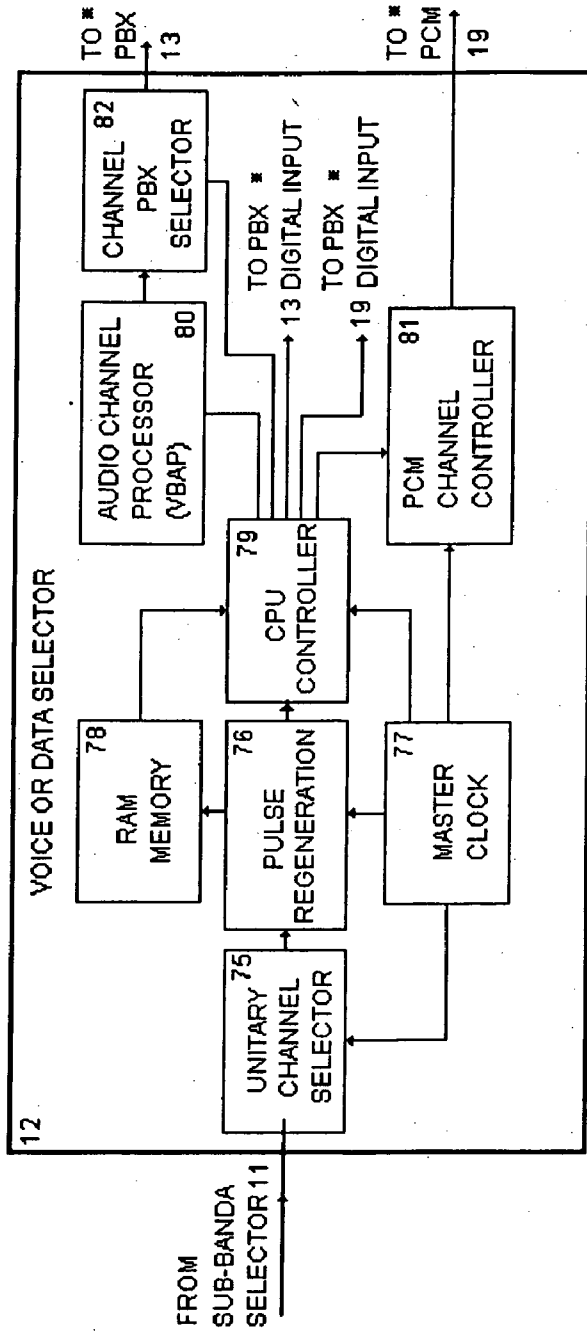 12
VOICE OR DATA SELECTOR
FROM
SUB-BANDA
SELECTOR 11
75
UNITARY
CHANNEL
SELECTOR
76
PULSE
REGENERATION
77
MASTER
CLOCK
78
RAM
MEMORY
79
CPU
CONTROLLER
AUDIO CHANNEL
PROCESSOR
(VBAP)
80
82
CHANNEL
PBX
SELECTOR
TO *
PBX
13
TO PBX *
13 DIGITAL INPUT
TO PBX *
19 DIGITAL INPUT
81
PCM
CHANNEL
CONTROLLER
TO *
PCM
19